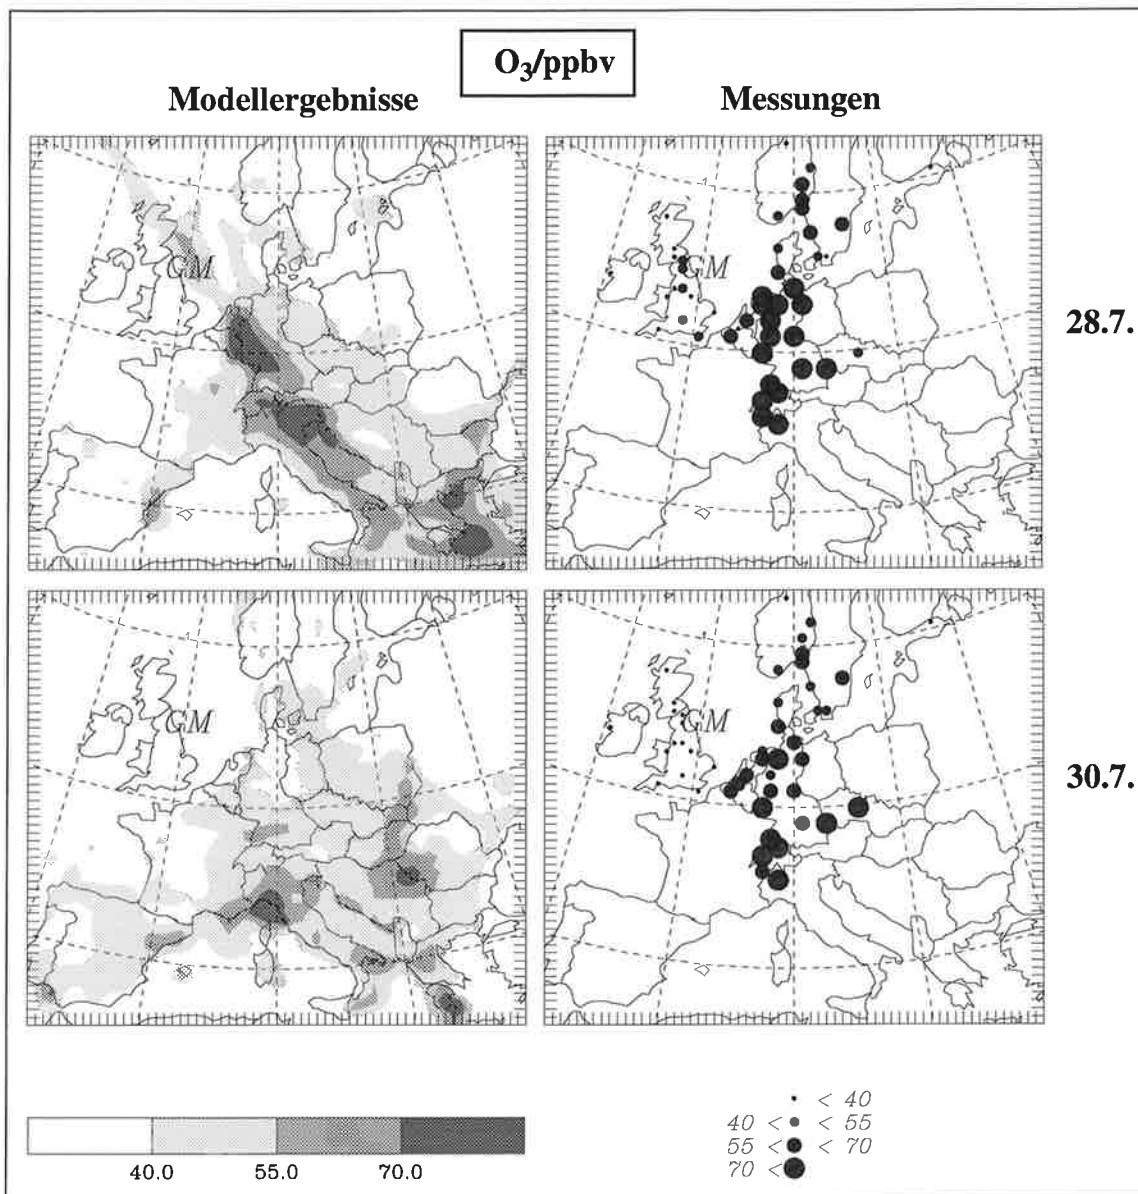 O3/ppbv
Modellergebnisse
Messungen
GM
GM
28.7.
GM
GM
30.7.
40.0 55.0 70.0
< 40
40 < < 55
55 < < 70
70 <